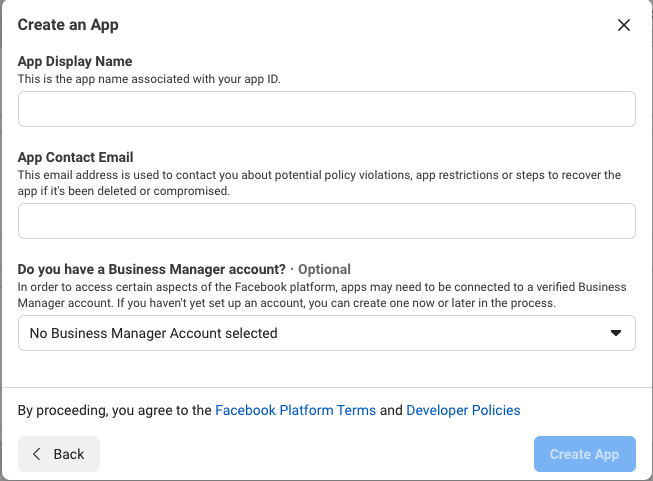 Create an App
App Display Name
This is the app name associated with your app ID.
App Contact Email
This email address is used to contact you about potential policy violations, app restrictions or steps to recover the
app if it's been deleted or compromised.
Do you have a Business Manager account? · Optional
In order to access certain aspects of the Facebook platform, apps may need to be connected to a verified Business
Manager account. If you haven't yet set up an account, you can create one now or later in the process.
No Business Manager Account selected
By proceeding, you agree to the Facebook Platform Terms and Developer Policies
Back
Create App